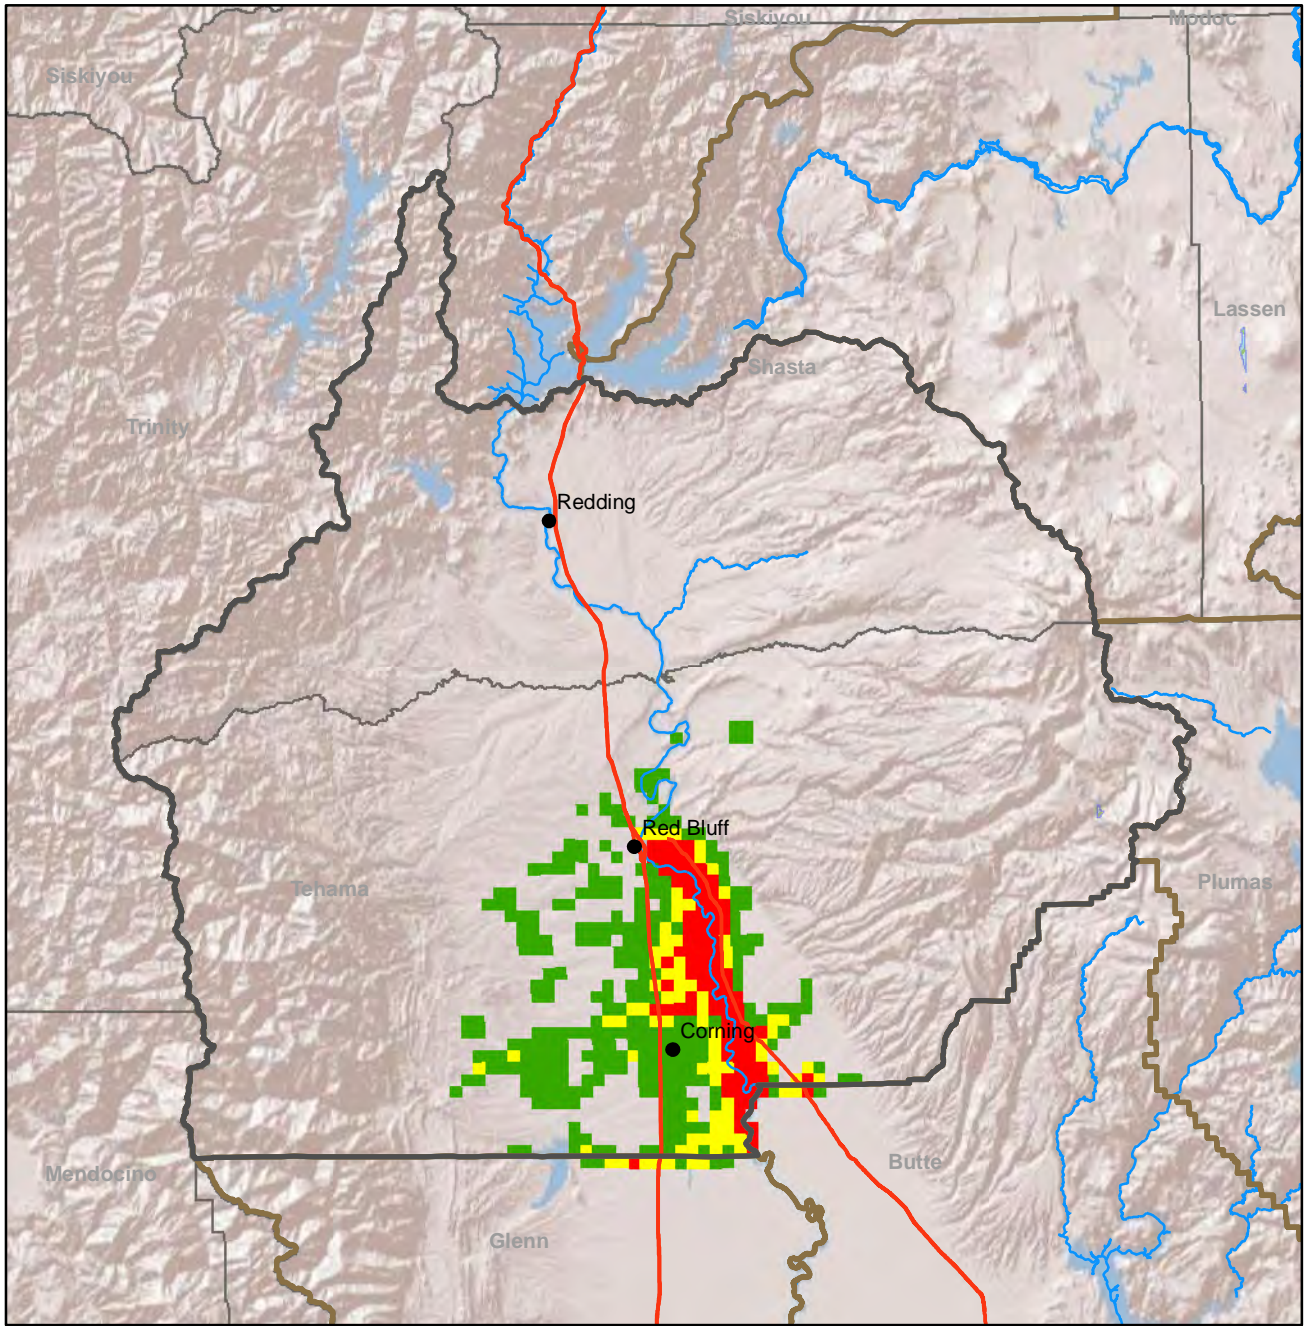 Siskiyou
Modoc
Siskiyou
Lassen
Shasta
Trinity
Redding
Red Bluff
Tehama
Plumas
Corning
Mendocino
Butte
Glenn